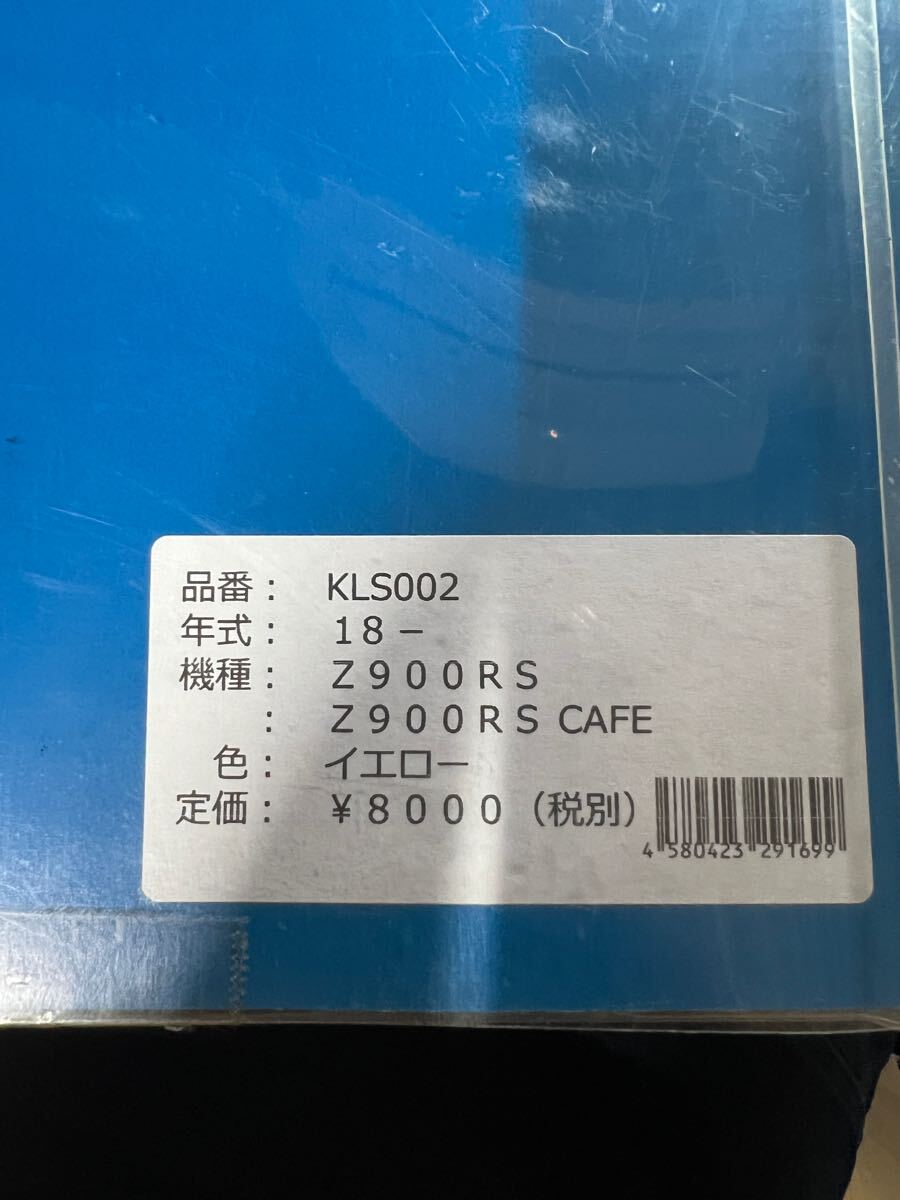 品番： KLS002
年式： １８－
機種： Ｚ９００ＲＳ
： Ｚ９００ＲＳ CAFE
色： イエロー
定価： ￥８０００（税別）
4 580423 291699